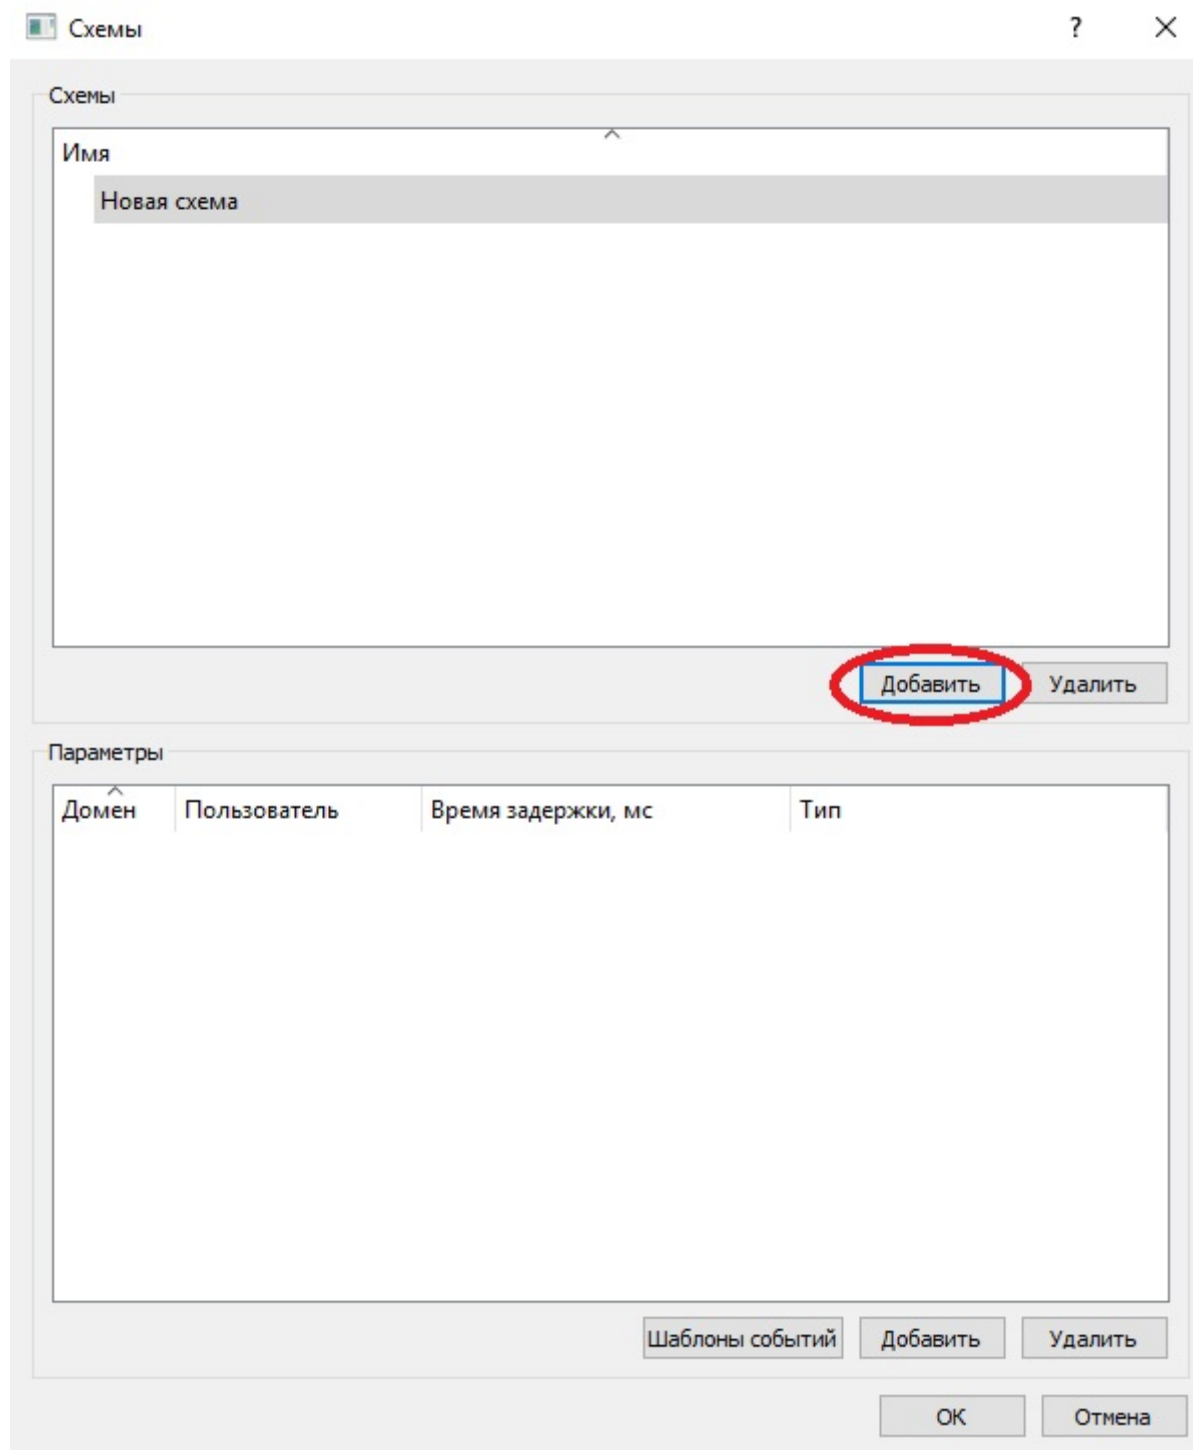 Схемы
?
Схемы
Имя
Новая схема
Добавить Удалить
Параметры
Домен Пользователь Время задержки, мс Тип
Шаблоны событий Добавить Удалить
ОК Отмена